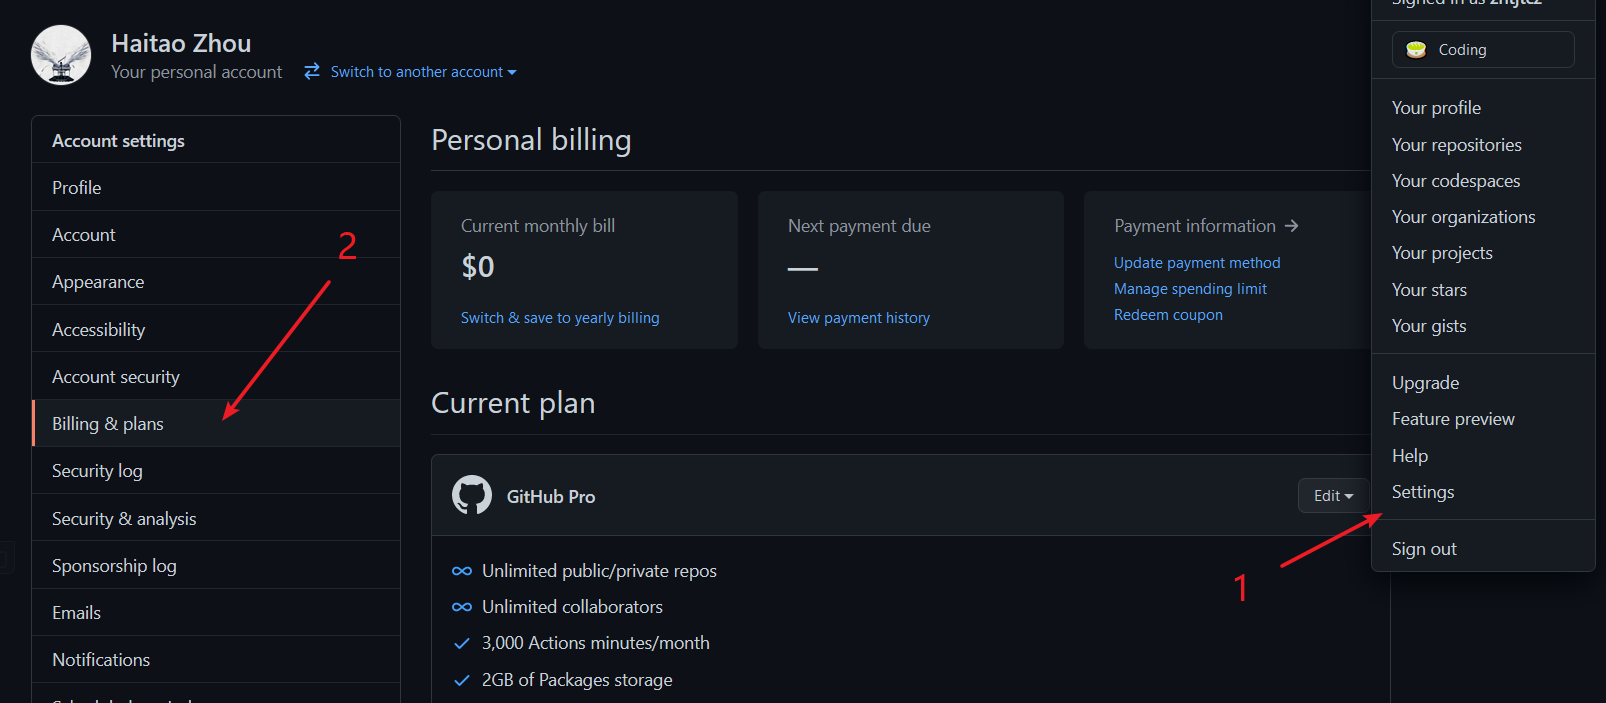 Haitao Zhou
Your personal account
Switch to another account
Account settings
Profile
Account
Appearance
Accessibility
Account security
Billing & plans
Security log
Security & analysis
Sponsorship log
Emails
Notifications
2
Personal billing
Current monthly bill
$0
Switch & save to yearly billing
Next payment due
—
View payment history
Payment information
Update payment method
Manage spending limit
Redeem coupon
Current plan
GitHub Pro
Edit
Unlimited public/private repos
Unlimited collaborators
3,000 Actions minutes/month
2GB of Packages storage
Signed in as
Coding
Your profile
Your repositories
Your codespaces
Your organizations
Your projects
Your stars
Your gists
Upgrade
Feature preview
Help
Settings
Sign out
1